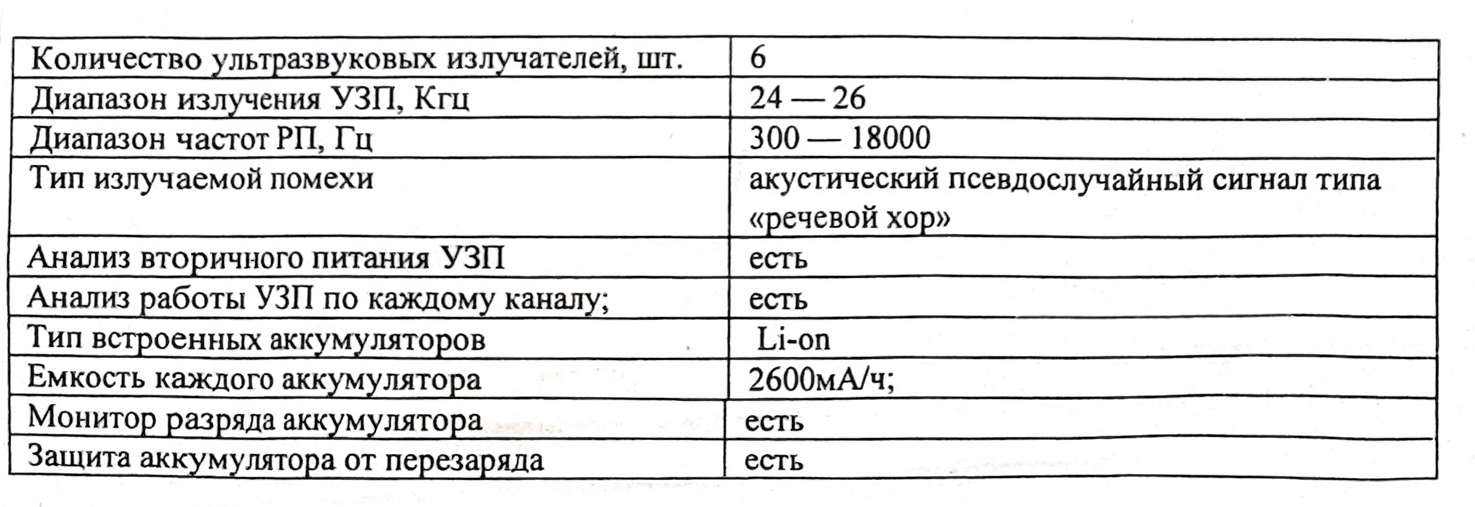 Количество ультразвуковых излучателей, шт. 6
Диапазон излучения УЗП, Кгц 24 — 26
Диапазон частот РП, Гц 300 — 18000
Тип излучаемой помехи акустический псевдослучайный сигнал типа
«речевой хор»
Анализ вторичного питания УЗП есть
Анализ работы УЗП по каждому каналу; есть
Тип встроенных аккумуляторов Li-on
Емкость каждого аккумулятора 2600мА/ч;
Монитор разряда аккумулятора есть
Защита аккумулятора от перезаряда есть